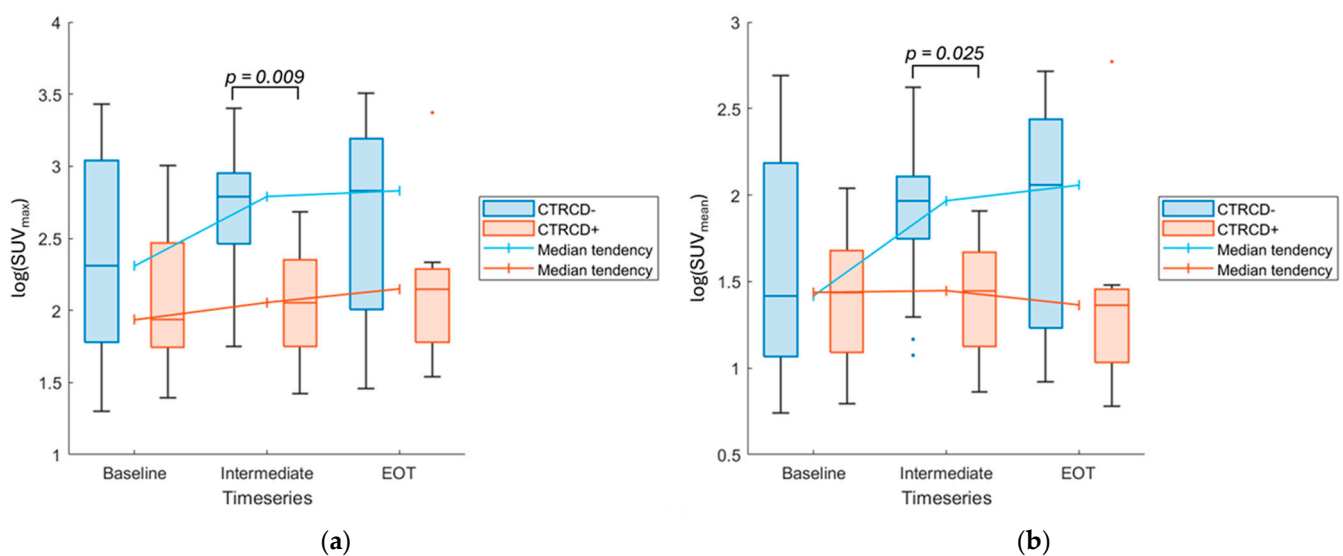 4
3.5
3
2.5
2
1.5
1
log(SUVmax)
p = 0.009
Baseline
Intermediate
EOT
Timeseries
CTRCD-
CTRCD+
Median tendency
Median tendency
(a)
3
2.5
2
1.5
1
0.5
log(SUVmean)
p = 0.025
Baseline
Intermediate
EOT
Timeseries
CTRCD-
CTRCD+
Median tendency
Median tendency
(b)